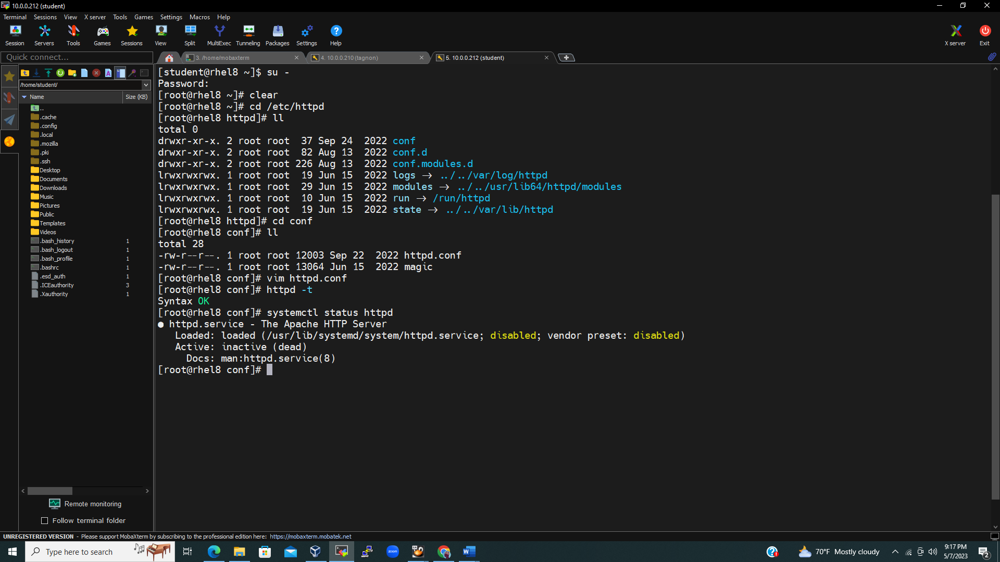 10.0.0.212 (student)
Terminal Sessions View X server Tools Games Settings Macros Help
Session Servers Tools Games Sessions View Split MultiExec Tunneling Packages Settings Help X server Exit
Quick connect... 3. /home/mobaxterm 4. 10.0.0.210 (tagnon) 5. 10.0.0.212 (student)
/home/student/
Name Size (KB)
..
.cache
.config
.local
.mozilla
.pki
.ssh
Desktop
Documents
Downloads
Music
Pictures
Public
Templates
Videos
.bash_history 1
.bash_logout 1
.bash_profile 1
.bashrc 1
.esd_auth 1
.ICEauthority 3
.Xauthority 1
Remote monitoring
Follow terminal folder
[student@rhel8 ~]$ su -
Password:
[root@rhel8 ~]# clear
[root@rhel8 ~]# cd /etc/httpd
[root@rhel8 httpd]# ll
total 0
drwxr-xr-x. 2 root root  37 Sep 24  2022 conf
drwxr-xr-x. 2 root root  82 Aug 13  2022 conf.d
drwxr-xr-x. 2 root root 226 Aug 13  2022 conf.modules.d
lrwxrwxrwx. 1 root root  19 Jun 15  2022 logs -> ../../var/log/httpd
lrwxrwxrwx. 1 root root  29 Jun 15  2022 modules -> ../../usr/lib64/httpd/modules
lrwxrwxrwx. 1 root root  10 Jun 15  2022 run -> /run/httpd
lrwxrwxrwx. 1 root root  19 Jun 15  2022 state -> ../../var/lib/httpd
[root@rhel8 httpd]# cd conf
[root@rhel8 conf]# ll
total 28
-rw-r--r--. 1 root root 12003 Sep 22  2022 httpd.conf
-rw-r--r--. 1 root root 13064 Jun 15  2022 magic
[root@rhel8 conf]# vim httpd.conf
[root@rhel8 conf]# httpd -t
Syntax OK
[root@rhel8 conf]# systemctl status httpd
● httpd.service - The Apache HTTP Server
   Loaded: loaded (/usr/lib/systemd/system/httpd.service; disabled; vendor preset: disabled)
   Active: inactive (dead)
     Docs: man:httpd.service(8)
[root@rhel8 conf]#
UNREGISTERED VERSION - Please support MobaXterm by subscribing to the professional edition here: https://mobaxterm.mobatek.net
Type here to search zoom 70°F Mostly cloudy 9:17 PM
5/7/2023 2